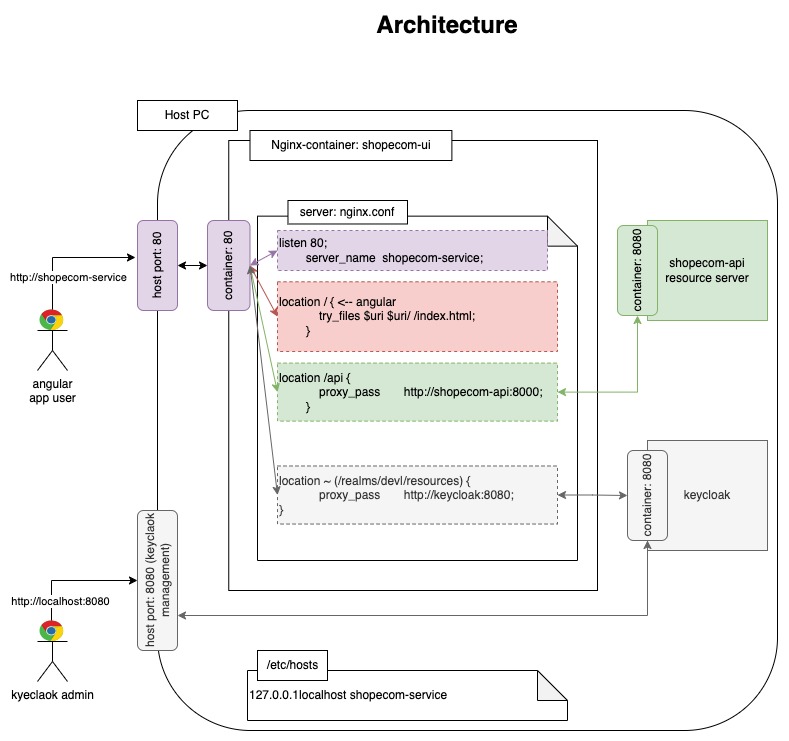 Architecture
Host PC
Nginx-container: shopecom-ui
server: nginx.conf
host port: 80
container: 80
listen 80;
server_name shopecom-service;
container: 8080
shopecom-api
resource server
http://shopecom-service
location / { <-- angular
try_files $uri $uri/ /index.html;
}
angular
app user
location /api {
proxy_pass http://shopecom-api:8000;
}
location ~ (/realms/devl/resources) {
proxy_pass http://keycloak:8080;
}
container: 8080
keycloak
host port: 8080 (keyclaok
management)
http://localhost:8080
kyeclaok admin
/etc/hosts
127.0.0.1localhost shopecom-service